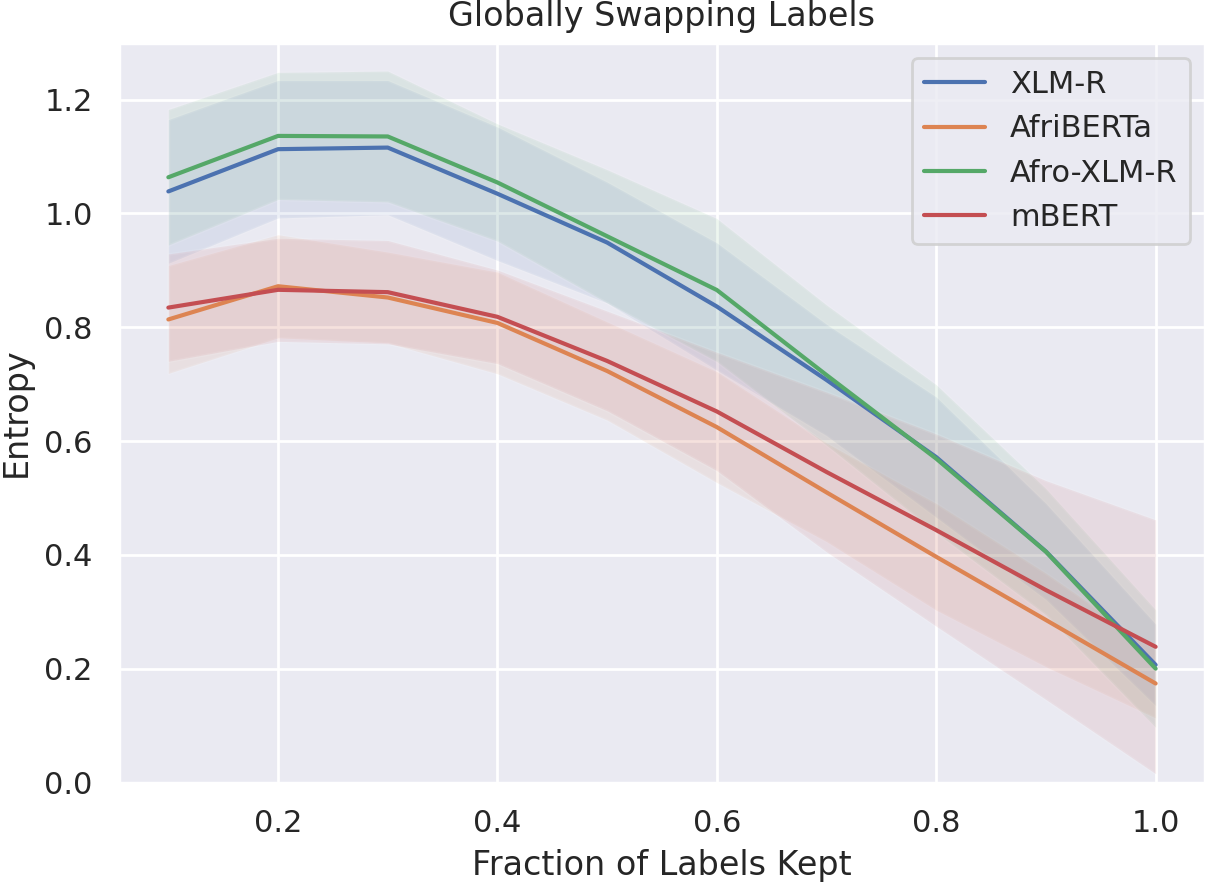 Globally Swapping Labels
XLM-R
AfriBERTa
Afro-XLM-R
mBERT
Entropy
1.2
1.0
0.8
0.6
0.4
0.2
0.0
0.2 0.4 0.6 0.8 1.0
Fraction of Labels Kept